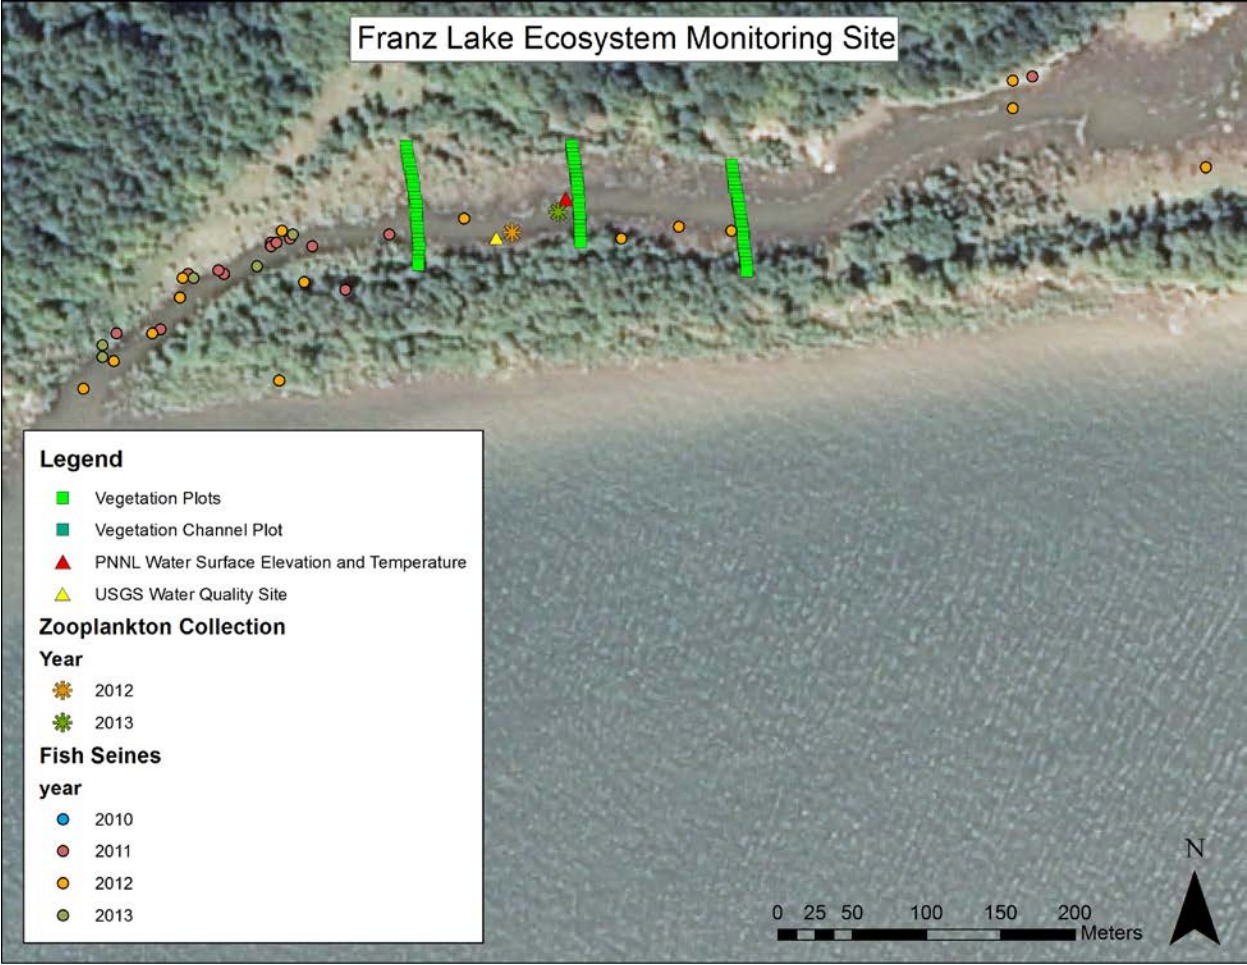 Franz Lake Ecosystem Monitoring Site
Legend
Vegetation Plots
Vegetation Channel Plot
PNNL Water Surface Elevation and Temperature
USGS Water Quality Site
Zooplankton Collection
Year
2012
2013
Fish Seines
year
2010
2011
2012
2013
N
0 25 50 100 150 200
Meters